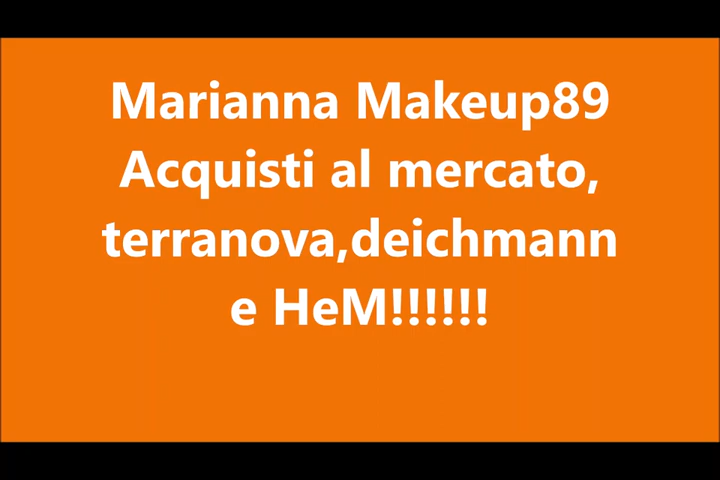 Marianna Makeup89
Acquisti al mercato,
terranova,deichmann
e HeM!!!!!!